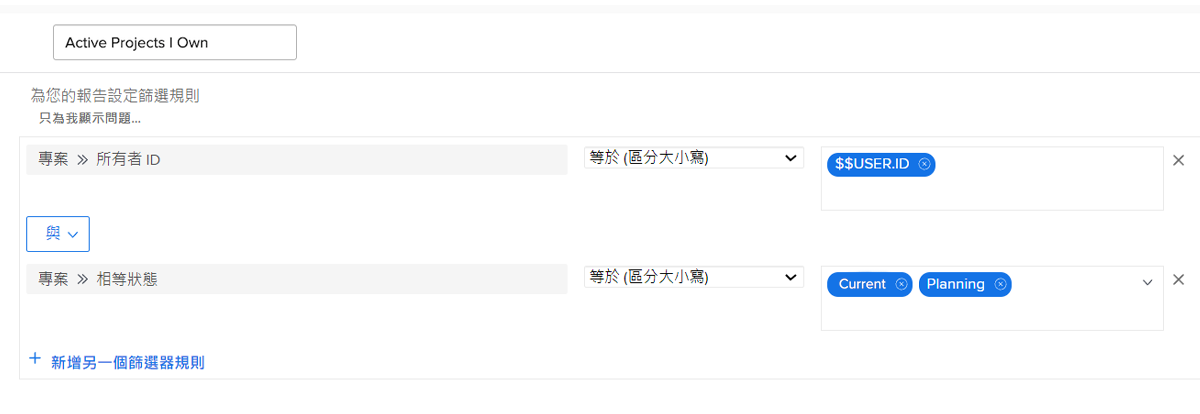 Active Projects I Own
為您的報告設定篩選規則
只為我顯示問題...
專案 » 所有者 ID 等於 (區分大小寫) $$USER.ID
與
專案 » 相等狀態 等於 (區分大小寫) Current Planning
+ 新增另一個篩選器規則